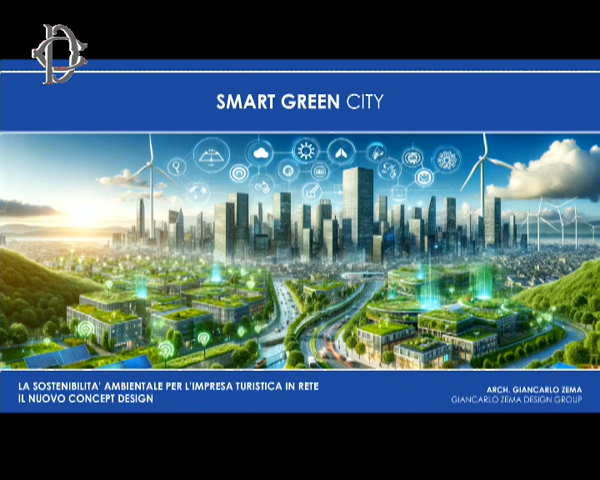 SMART GREEN CITY
LA SOSTENIBILITA' AMBIENTALE PER L'IMPRESA TURISTICA IN RETE
IL NUOVO CONCEPT DESIGN
ARCH. GIANCARLO ZEMA
GIANCARLO ZEMA DESIGN GROUP